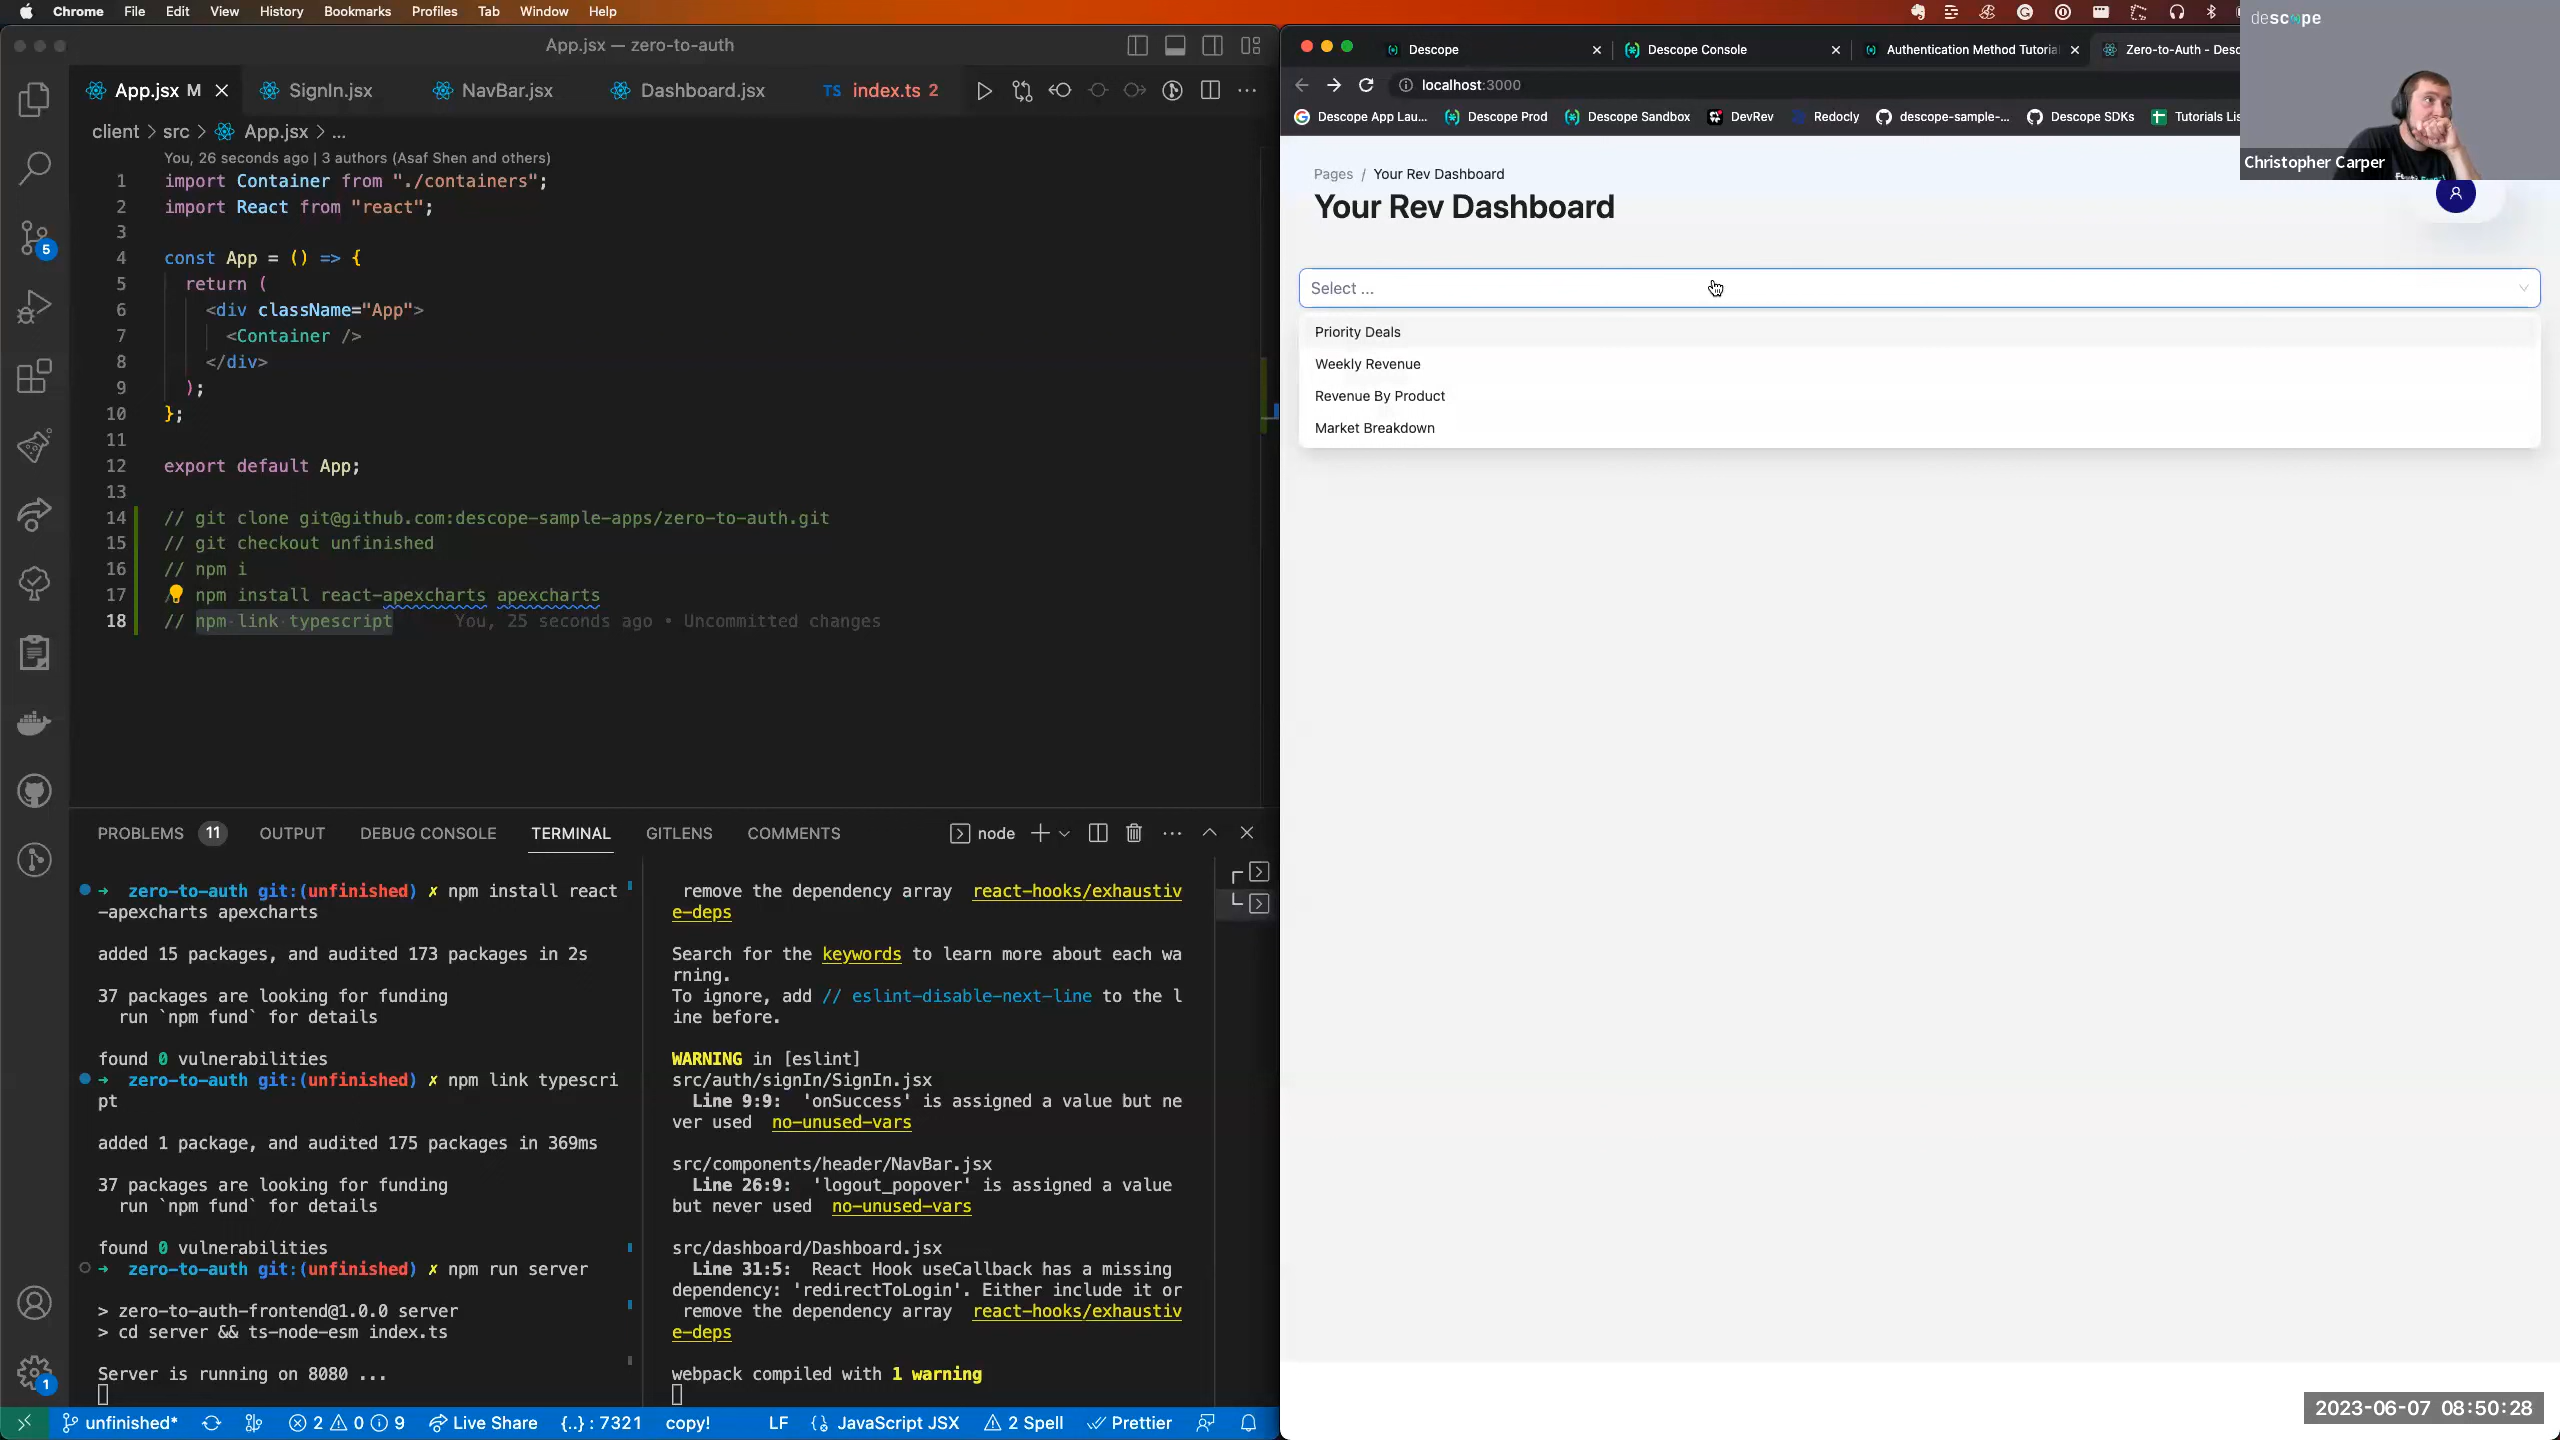 Chrome File Edit View History Bookmarks Profiles Tab Window Help
App.jsx — zero-to-auth
App.jsx M
SignIn.jsx
NavBar.jsx
Dashboard.jsx
TS index.ts 2
client > src > App.jsx > ...
You, 26 seconds ago | 3 authors (Asaf Shen and others)
1 import Container from "./containers";
2 import React from "react";
3
4 const App = () => {
5 return (
6 <div className="App">
7 <Container />
8 </div>
9 );
10 };
11
12 export default App;
13
14 // git clone git@github.com:descope-sample-apps/zero-to-auth.git
15 // git checkout unfinished
16 // npm i
17 npm install react-apexcharts apexcharts
18 // npm link typescript You, 25 seconds ago • Uncommitted changes
PROBLEMS 11 OUTPUT DEBUG CONSOLE TERMINAL GITLENS COMMENTS
node
zero-to-auth git:(unfinished) ✗ npm install react
-apexcharts apexcharts
added 15 packages, and audited 173 packages in 2s
37 packages are looking for funding
run `npm fund` for details
found 0 vulnerabilities
zero-to-auth git:(unfinished) ✗ npm link typescri
pt
added 1 package, and audited 175 packages in 369ms
37 packages are looking for funding
run `npm fund` for details
found 0 vulnerabilities
zero-to-auth git:(unfinished) ✗ npm run server
> zero-to-auth-frontend@1.0.0 server
> cd server && ts-node-esm index.ts
Server is running on 8080 ...
remove the dependency array react-hooks/exhaustiv
e-deps
Search for the keywords to learn more about each wa
rning.
To ignore, add // eslint-disable-next-line to the l
ine before.
WARNING in [eslint]
src/auth/signIn/SignIn.jsx
Line 9:9: 'onSuccess' is assigned a value but ne
ver used no-unused-vars
src/components/header/NavBar.jsx
Line 26:9: 'logout_popover' is assigned a value
but never used no-unused-vars
src/dashboard/Dashboard.jsx
Line 31:5: React Hook useCallback has a missing
dependency: 'redirectToLogin'. Either include it or
remove the dependency array react-hooks/exhaustiv
e-deps
webpack compiled with 1 warning
5
1
unfinished* 2 0 9 Live Share {..} : 7321 copy! LF JavaScript JSX 2 Spell Prettier
Descope
Descope Console
Authentication Method Tutoria
Zero-to-Auth - Desc
localhost:3000
Descope App Lau... Descope Prod Descope Sandbox DevRev Redocly descope-sample-... Descope SDKs Tutorials Lis
Pages / Your Rev Dashboard
Your Rev Dashboard
Select ...
Priority Deals
Weekly Revenue
Revenue By Product
Market Breakdown
descope
Christopher Carper
2023-06-07 08:50:28